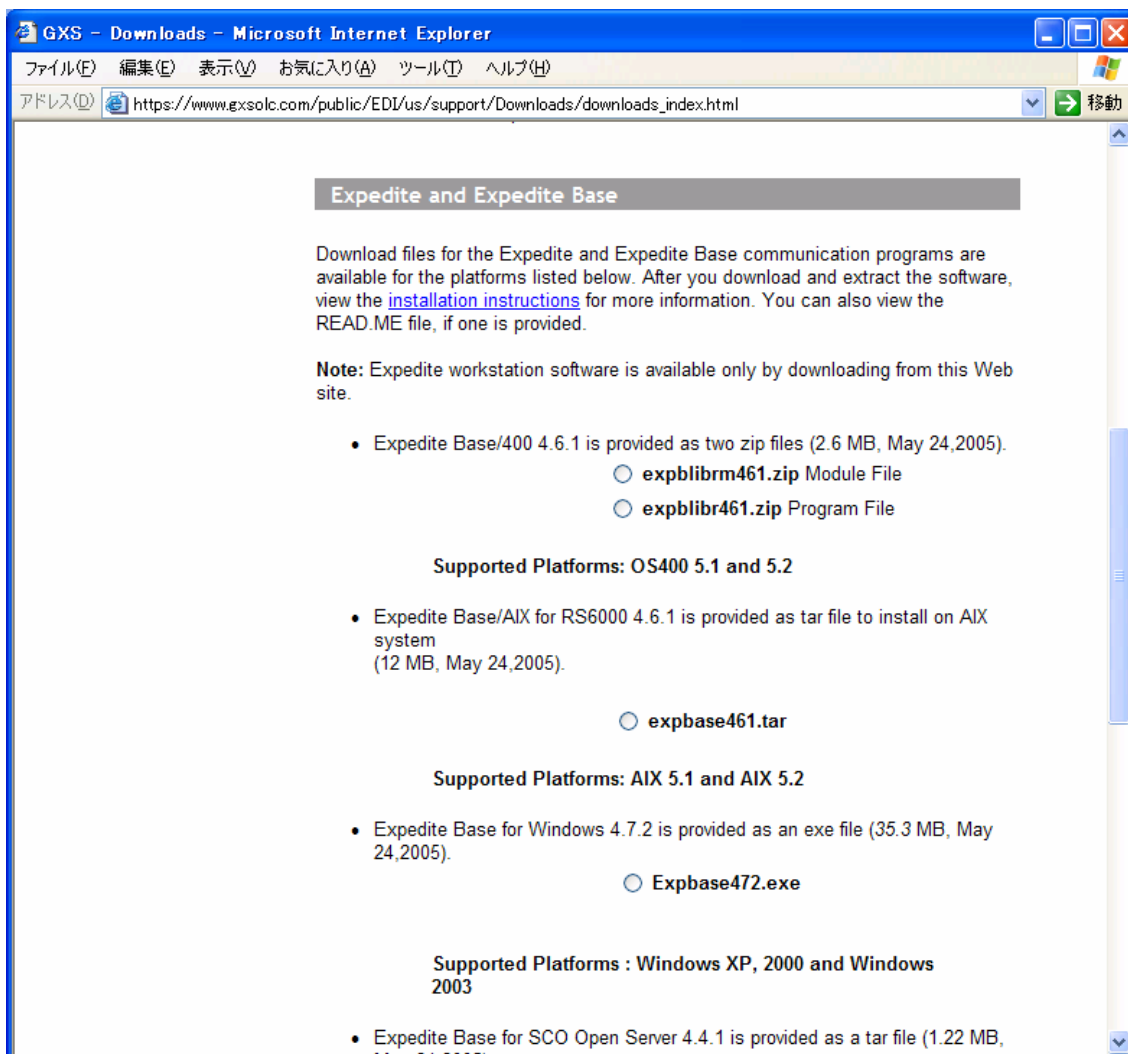 GXS - Downloads - Microsoft Internet Explorer
ファイル(F) 編集(E) 表示(V) お気に入り(A) ツール(T) ヘルプ(H)
アドレス(D) https://www.gxsolc.com/public/EDI/us/support/Downloads/downloads_index.html 移動
Expedite and Expedite Base
Download files for the Expedite and Expedite Base communication programs are
available for the platforms listed below. After you download and extract the software,
view the installation instructions for more information. You can also view the
READ.ME file, if one is provided.
Note: Expedite workstation software is available only by downloading from this Web
site.
• Expedite Base/400 4.6.1 is provided as two zip files (2.6 MB, May 24,2005).
expblibrm461.zip Module File
expblibr461.zip Program File
Supported Platforms: OS400 5.1 and 5.2
• Expedite Base/AIX for RS6000 4.6.1 is provided as tar file to install on AIX
system
(12 MB, May 24,2005).
expbase461.tar
Supported Platforms: AIX 5.1 and AIX 5.2
• Expedite Base for Windows 4.7.2 is provided as an exe file (35.3 MB, May
24,2005).
Expbase472.exe
Supported Platforms : Windows XP, 2000 and Windows
2003
• Expedite Base for SCO Open Server 4.4.1 is provided as a tar file (1.22 MB,